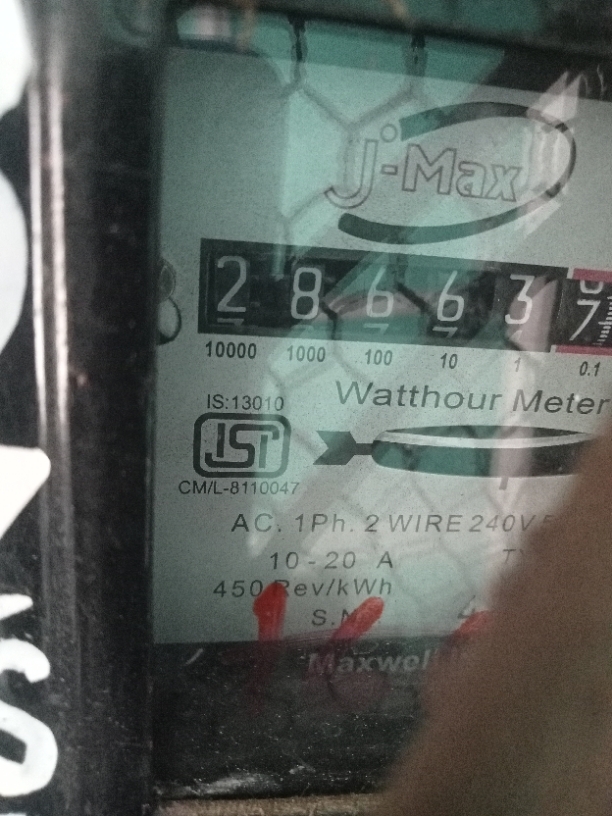 J-Max
2 8 6 6 3 7
10000 1000 100 10 1 0.1
Watthour Meter
IS:13010
ISI
CM/L-8110047
AC. 1Ph. 2 WIRE 240V
10-20 A
450 Rev/kWh
S.N
Maxwell